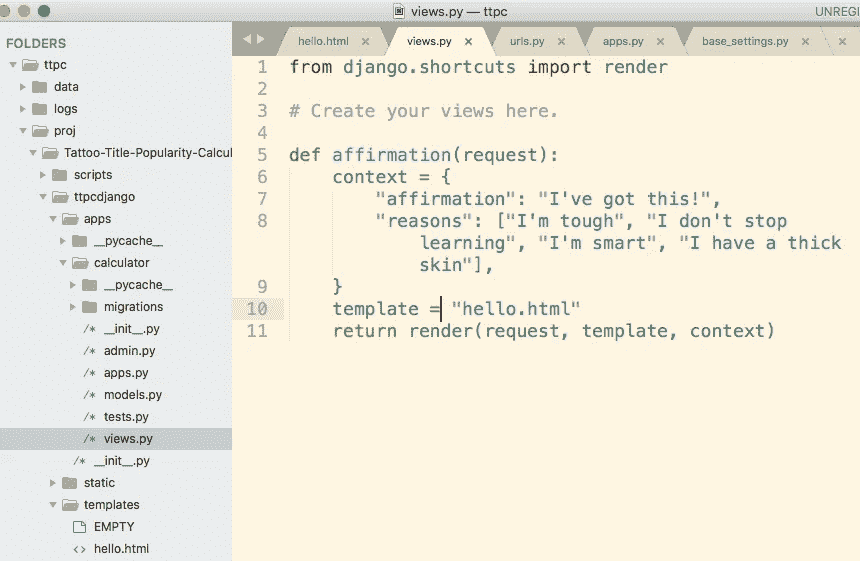 views.py — ttpc
UNREGI
FOLDERS
ttpc
data
logs
proj
Tattoo-Title-Popularity-Calcul
scripts
ttpcdjango
apps
__pycache__
calculator
__pycache__
migrations
__init__.py
admin.py
apps.py
models.py
tests.py
views.py
__init__.py
static
templates
EMPTY
hello.html
hello.html
views.py
urls.py
apps.py
base_settings.py
1 from django.shortcuts import render
2
3 # Create your views here.
4
5 def affirmation(request):
6 context = {
7 "affirmation": "I've got this!",
8 "reasons": ["I'm tough", "I don't stop
learning", "I'm smart", "I have a thick
skin"],
9 }
10 template = "hello.html"
11 return render(request, template, context)